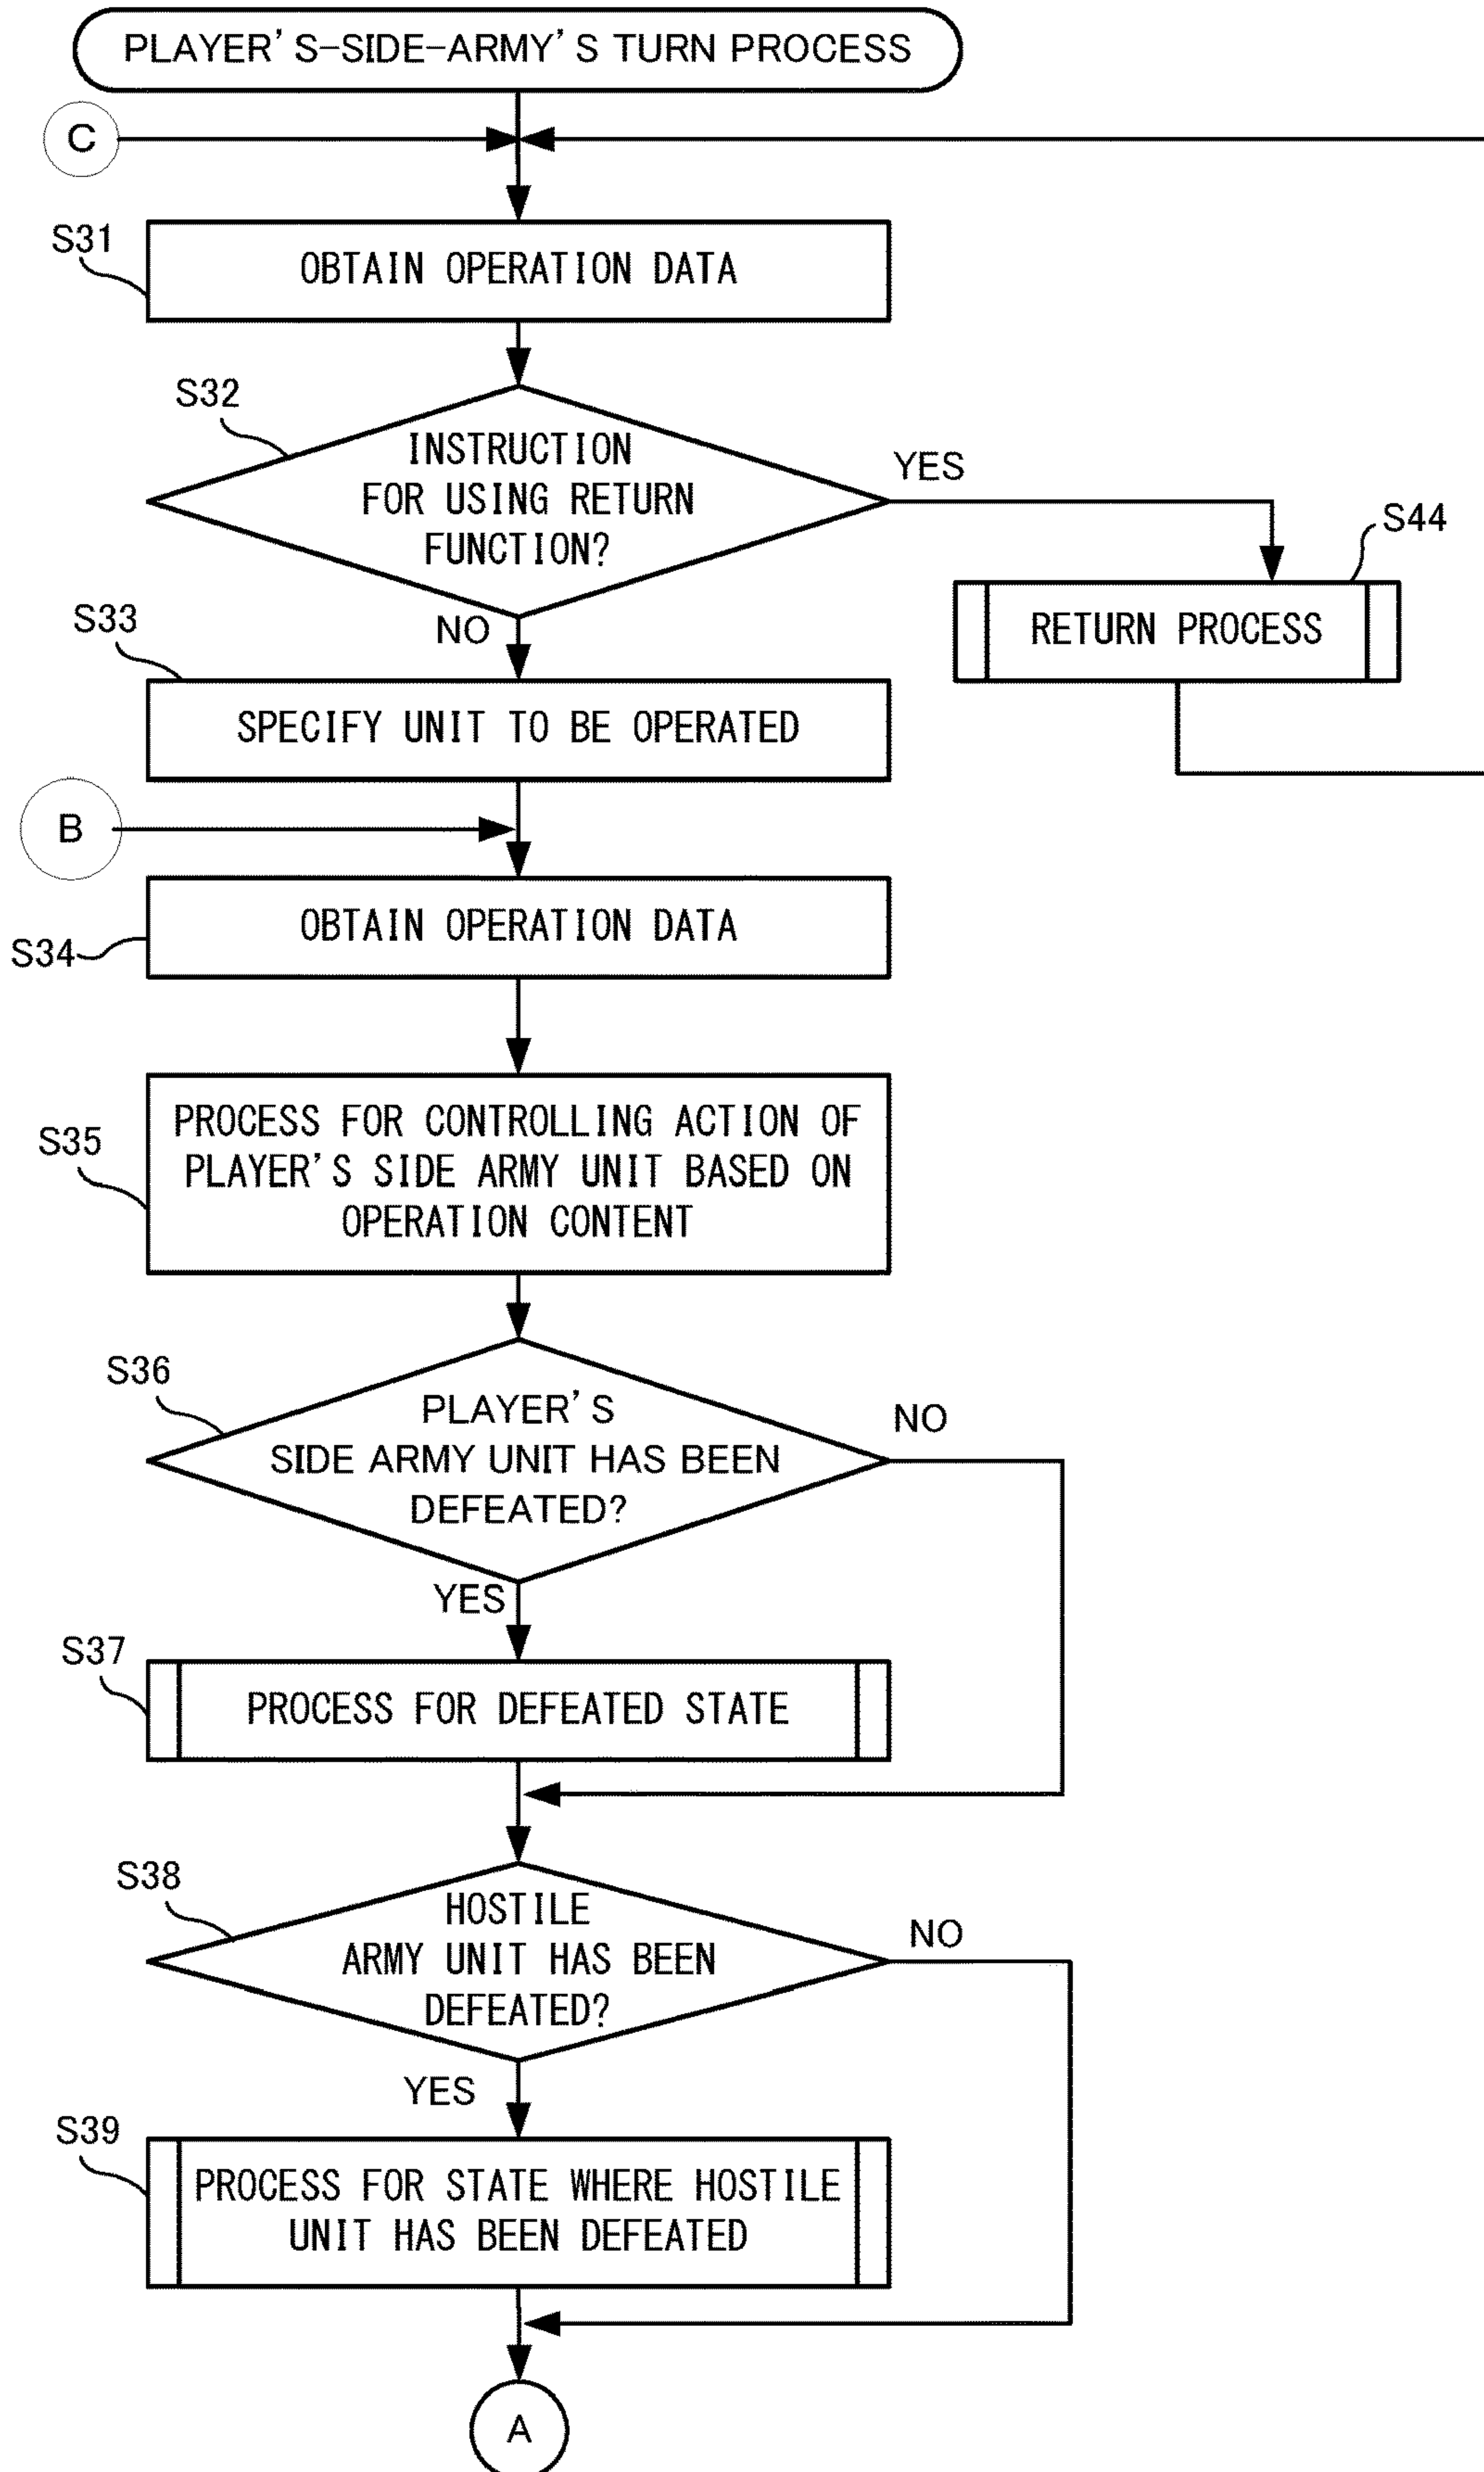 PLAYER'S-SIDE-ARMY'S TURN PROCESS
C
S31
OBTAIN OPERATION DATA
S32
INSTRUCTION
FOR USING RETURN
FUNCTION?
YES
S44
RETURN PROCESS
NO
S33
SPECIFY UNIT TO BE OPERATED
B
S34
OBTAIN OPERATION DATA
S35
PROCESS FOR CONTROLLING ACTION OF
PLAYER'S SIDE ARMY UNIT BASED ON
OPERATION CONTENT
S36
PLAYER'S
SIDE ARMY UNIT HAS BEEN
DEFEATED?
NO
YES
S37
PROCESS FOR DEFEATED STATE
S38
HOSTILE
ARMY UNIT HAS BEEN
DEFEATED?
NO
YES
S39
PROCESS FOR STATE WHERE HOSTILE
UNIT HAS BEEN DEFEATED
A